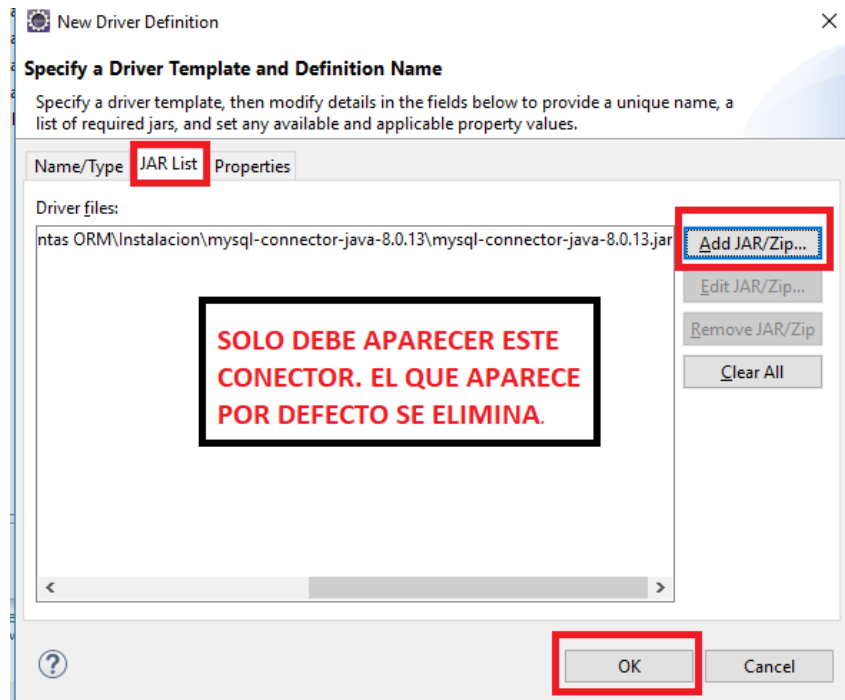 New Driver Definition
Specify a Driver Template and Definition Name
Specify a driver template, then modify details in the fields below to provide a unique name, a
list of required jars, and set any available and applicable property values.
Name/Type JAR List Properties
Driver files:
ntas ORM\Instalacion\mysql-connector-java-8.0.13\mysql-connector-java-8.0.13.jar
Add JAR/Zip...
Edit JAR/Zip...
Remove JAR/Zip
Clear All
SOLO DEBE APARECER ESTE
CONECTOR. EL QUE APARECE
POR DEFECTO SE ELIMINA.
?
OK Cancel